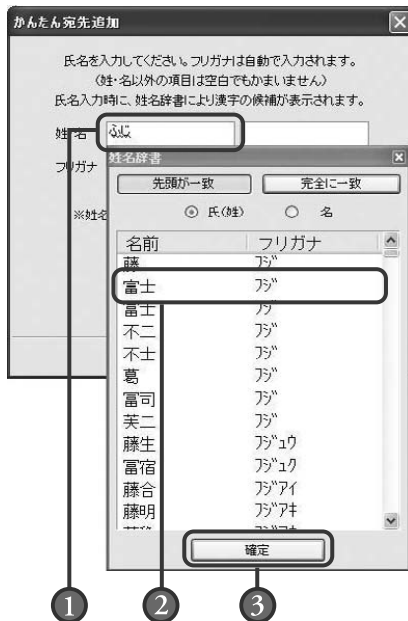 かんたん宛先追加
氏名を入力してください。フリガナは自動で入力されます。
(姓・名以外の項目は空白でもかまいません)
氏名入力時に、姓名辞書により漢字の候補が表示されます。
姓 名 ふじ
フリガナ
※姓名
姓名辞書
先頭が一致 完全に一致
氏(姓) 名
名前 フリガナ
藤 フジ
富士 フジ
冨士 フジ
不二 フジ
不士 フジ
葛 フジ
冨司 フジ
芙二 フジ
藤生 フジュウ
冨宿 フジュク
藤合 フジアイ
藤明 フジアキ
確定
1 2 3